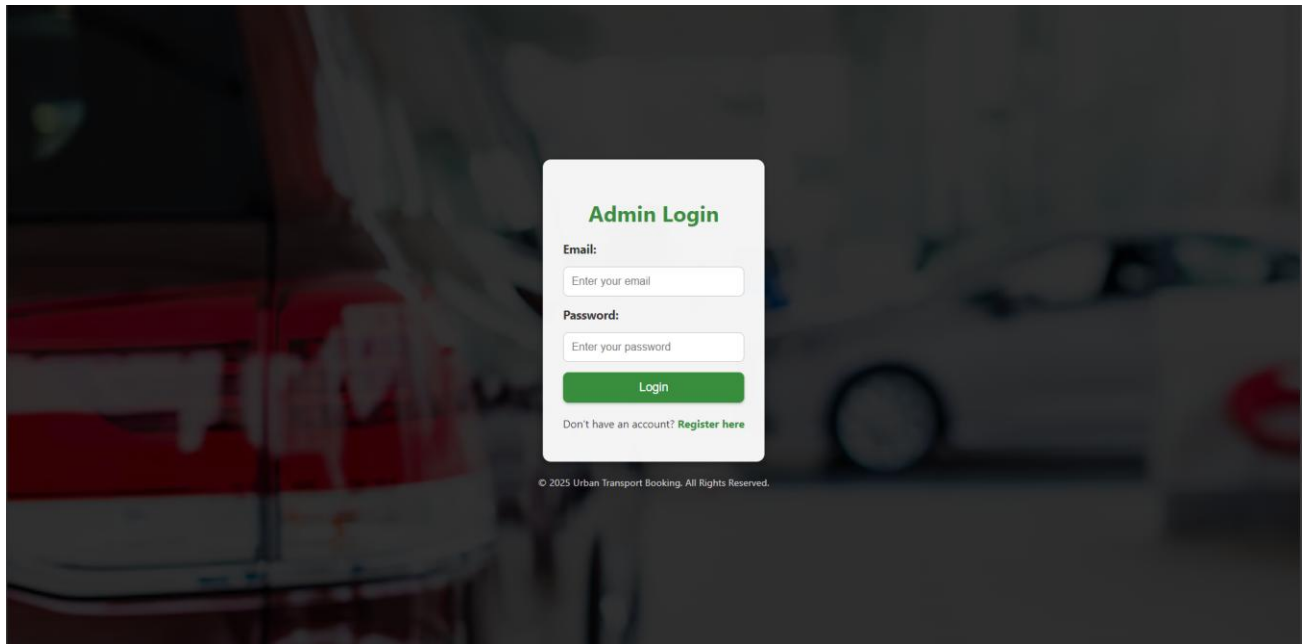 Admin Login
Email:
Enter your email
Password:
Enter your password
Login
Don't have an account? Register here
© 2025 Urban Transport Booking. All Rights Reserved.